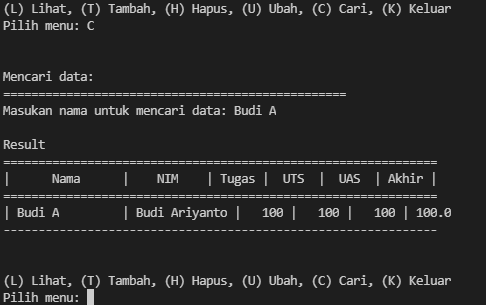 (L) Lihat, (T) Tambah, (H) Hapus, (U) Ubah, (C) Cari, (K) Keluar
Pilih menu: C
Mencari data:
=================================================
Masukan nama untuk mencari data: Budi A
Result
==============================================================
|      Nama      |    NIM     | Tugas |  UTS  |  UAS  | Akhir |
==============================================================
| Budi A         | Budi Ariyanto |   100 |   100 |   100 | 100.0
--------------------------------------------------------------
(L) Lihat, (T) Tambah, (H) Hapus, (U) Ubah, (C) Cari, (K) Keluar
Pilih menu: